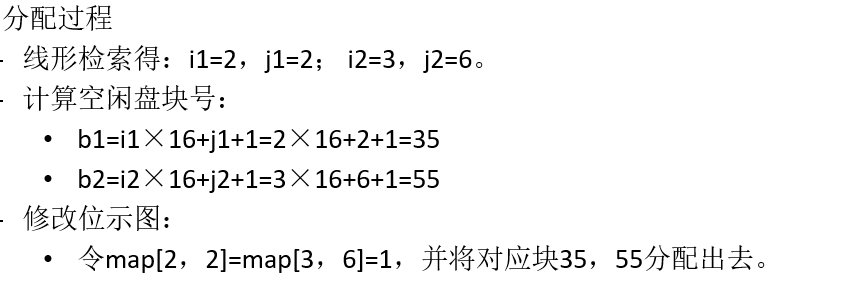 分配过程
- 线形检索得：i1=2，j1=2； i2=3，j2=6。
- 计算空闲盘块号：
• b1=i1×16+j1+1=2×16+2+1=35
• b2=i2×16+j2+1=3×16+6+1=55
- 修改位示图：
• 令map[2，2]=map[3，6]=1，并将对应块35，55分配出去。